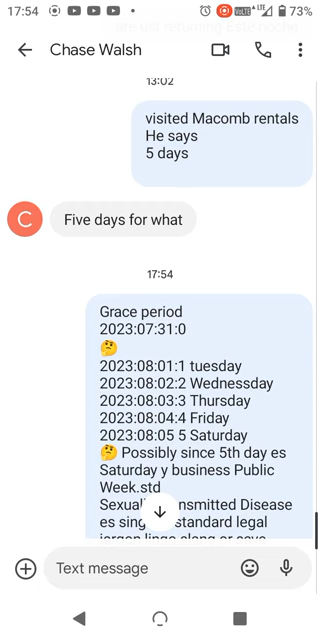 17:54
VoLTE
LTE
73%
Chase Walsh
13:02
visited Macomb rentals
He says
5 days
C
Five days for what
17:54
Grace period
2023:07:31:0
🤔
2023:08:01:1 tuesday
2023:08:02:2 Wednessday
2023:08:03:3 Thursday
2023:08:04:4 Friday
2023:08:05 5 Saturday
🤔 Possibly since 5th day es
Saturday y business Public
Week.std
nsmitted Disease
es standard legal
Text message